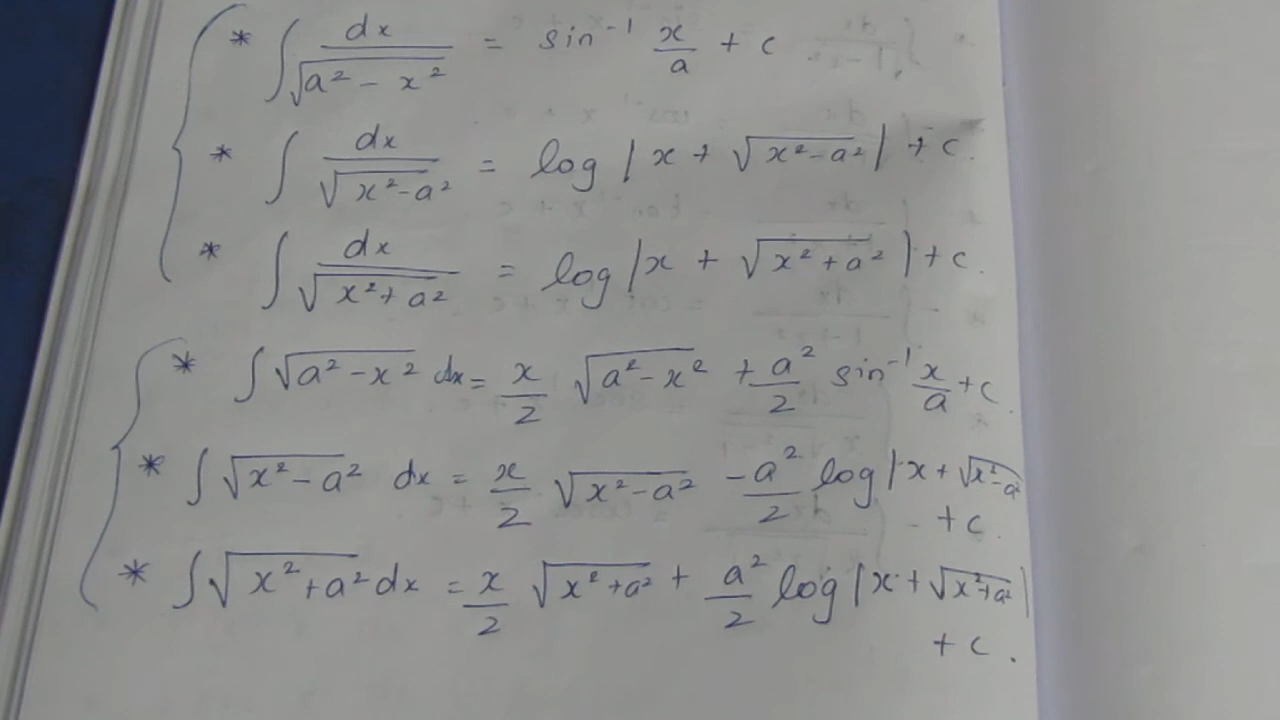 * ∫ dx/√(a² − x²) = sin⁻¹ x/a + c
* ∫ dx/√(x²−a²) = log |x + √(x²−a²)| + c.
* ∫ dx/√(x²+a²) = log |x + √(x²+a²)| + c.
* ∫ √(a²−x²) dx = x/2 √(a²−x²) + a²/2 sin⁻¹ x/a + c.
* ∫ √(x²−a²) dx = x/2 √(x²−a²) − a²/2 log |x + √(x²−a²)
+ c.
* ∫ √(x²+a²) dx = x/2 √(x²+a²) + a²/2 log |x + √(x²+a²)|
+ c.